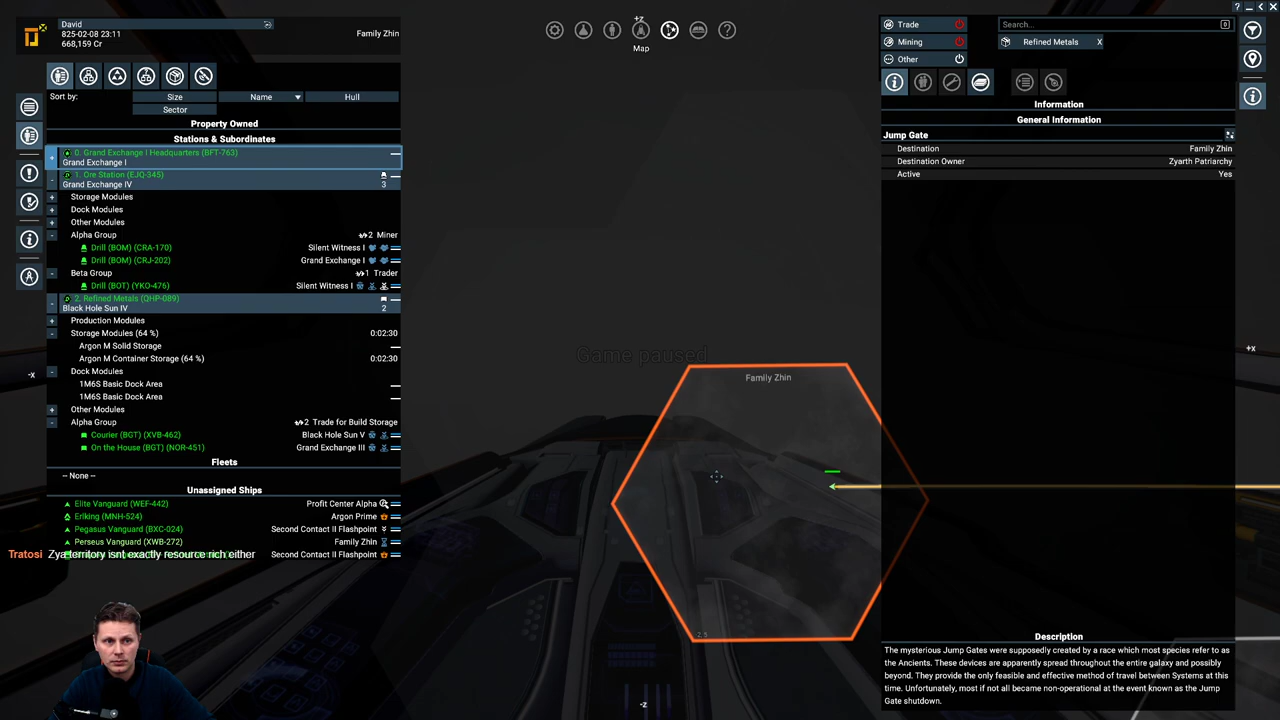 David
825-02-08 23:11
668,159 Cr
Family Zhin
Sort by:
Size
Name
Hull
Sector
Property Owned
Stations & Subordinates
0. Grand Exchange I Headquarters (BFT-763)
Grand Exchange I
1. Ore Station (EJQ-345)
Grand Exchange IV
3
Storage Modules
Dock Modules
Other Modules
Alpha Group
2 Miner
Drill (BOM) (CRA-170)
Silent Witness I
Drill (BOM) (CRJ-202)
Grand Exchange I
Beta Group
1 Trader
Drill (BOT) (YKO-476)
Silent Witness I
2. Refined Metals (QHP-089)
Black Hole Sun IV
2
Production Modules
Storage Modules (64 %)
0:02:30
Argon M Solid Storage
Argon M Container Storage (64 %)
0:02:30
Dock Modules
1M6S Basic Dock Area
1M6S Basic Dock Area
Other Modules
Alpha Group
2 Trade for Build Storage
Courier (BGT) (XVB-462)
Black Hole Sun V
On the House (BGT) (NOR-451)
Grand Exchange III
Fleets
-- None --
Unassigned Ships
Elite Vanguard (WEF-442)
Profit Center Alpha
Erlking (MNH-524)
Argon Prime
Pegasus Vanguard (BXC-024)
Second Contact II Flashpoint
Perseus Vanguard (XWB-272)
Family Zhin
Second Contact II Flashpoint
Tratosi Zya territory isnt exactly resource rich either
+z
Map
-x
+x
-z
Game paused
Family Zhin
Trade
Mining
Other
Search...
Refined Metals
X
Information
General Information
Jump Gate
Destination
Family Zhin
Destination Owner
Zyarth Patriarchy
Active
Yes
Description
The mysterious Jump Gates were supposedly created by a race which most species refer to as
the Ancients. These devices are apparently spread throughout the entire galaxy and possibly
beyond. They provide the only feasible and effective method of travel between Systems at this
time. Unfortunately, most if not all became non-operational at the event known as the Jump
Gate shutdown.